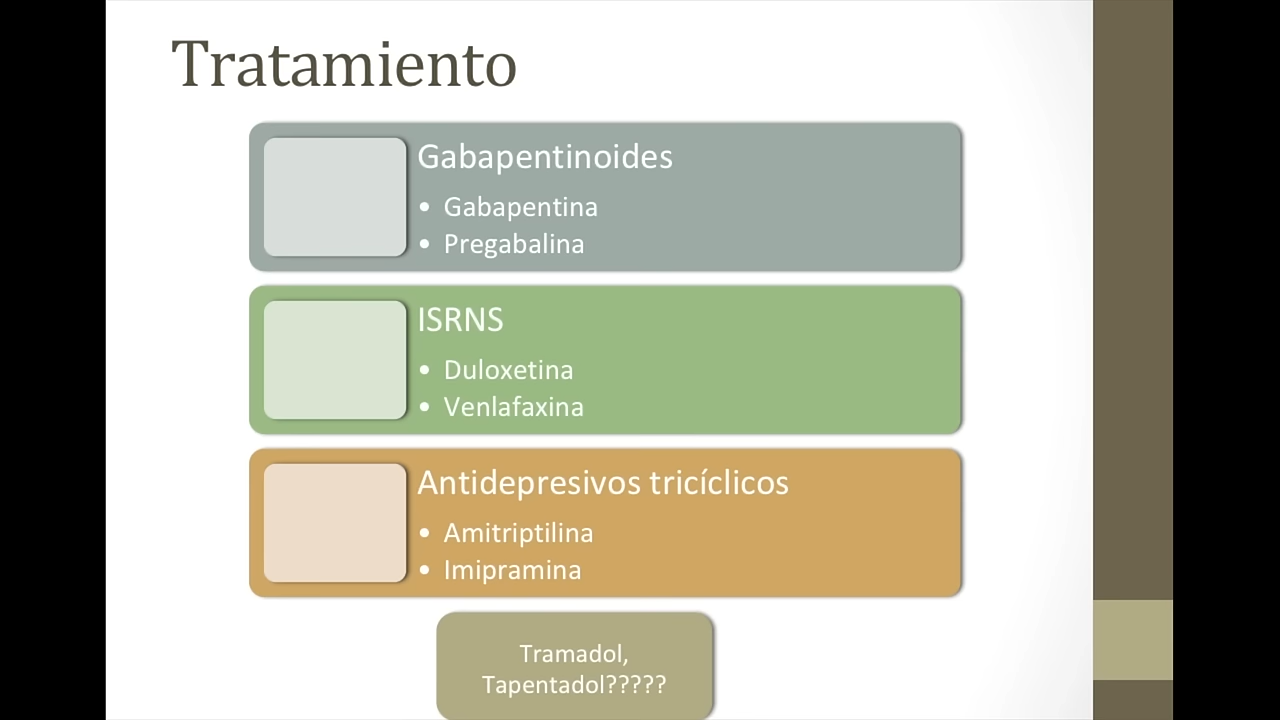 Tratamiento
Gabapentinoides
• Gabapentina
• Pregabalina
ISRNS
• Duloxetina
• Venlafaxina
Antidepresivos tricíclicos
• Amitriptilina
• Imipramina
Tramadol,
Tapentadol?????